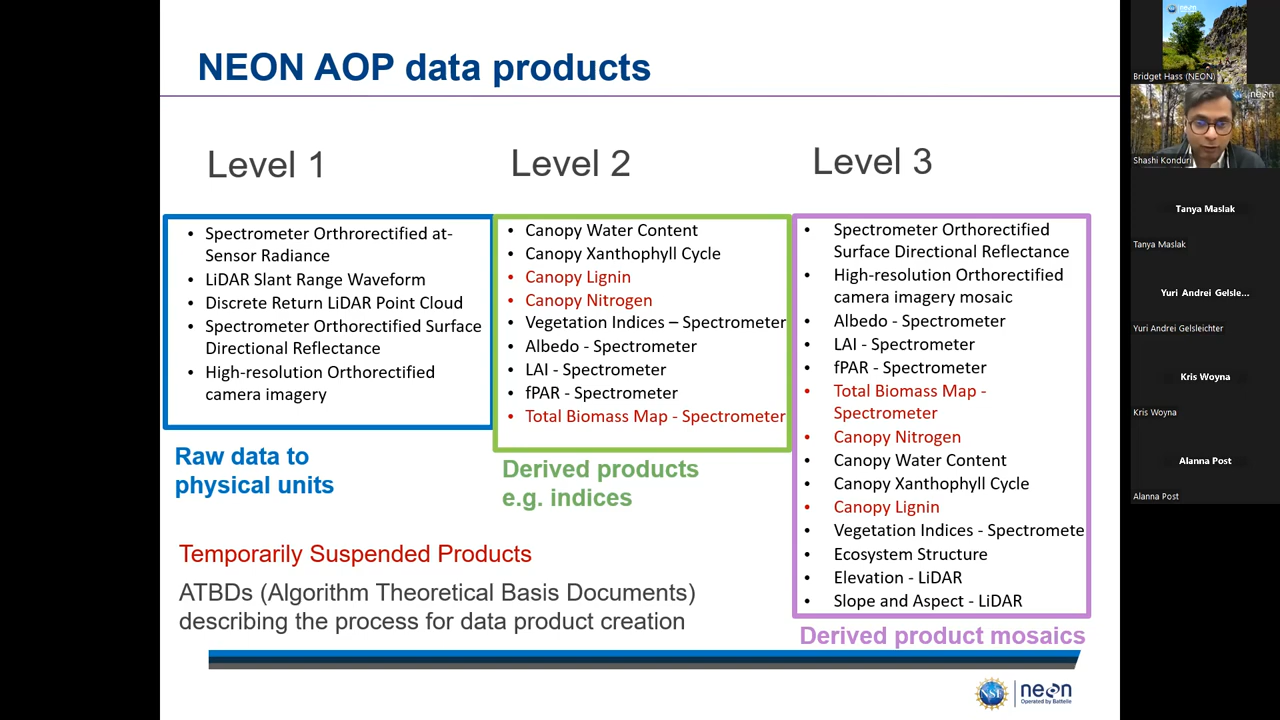 NEON AOP data products
Level 1
Spectrometer Orthrorectified at-
Sensor Radiance
LiDAR Slant Range Waveform
Discrete Return LiDAR Point Cloud
Spectrometer Orthorectified Surface
Directional Reflectance
High-resolution Orthorectified
camera imagery
Raw data to
physical units
Level 2
Canopy Water Content
Canopy Xanthophyll Cycle
Canopy Lignin
Canopy Nitrogen
Vegetation Indices – Spectrometer
Albedo - Spectrometer
LAI - Spectrometer
fPAR - Spectrometer
Total Biomass Map - Spectrometer
Derived products
e.g. indices
Level 3
Spectrometer Orthorectified
Surface Directional Reflectance
High-resolution Orthorectified
camera imagery mosaic
Albedo - Spectrometer
LAI - Spectrometer
fPAR - Spectrometer
Total Biomass Map -
Spectrometer
Canopy Nitrogen
Canopy Water Content
Canopy Xanthophyll Cycle
Canopy Lignin
Vegetation Indices - Spectromete
Ecosystem Structure
Elevation - LiDAR
Slope and Aspect - LiDAR
Derived product mosaics
Temporarily Suspended Products
ATBDs (Algorithm Theoretical Basis Documents)
describing the process for data product creation
NSF
neon
Operated by Battelle
Bridget Hass (NEON)
neon
Shashi Konduri
Tanya Maslak
Tanya Maslak
Yuri Andrei Gelsle...
Yuri Andrei Gelsleichter
Kris Woyna
Kris Woyna
Alanna Post
Alanna Post